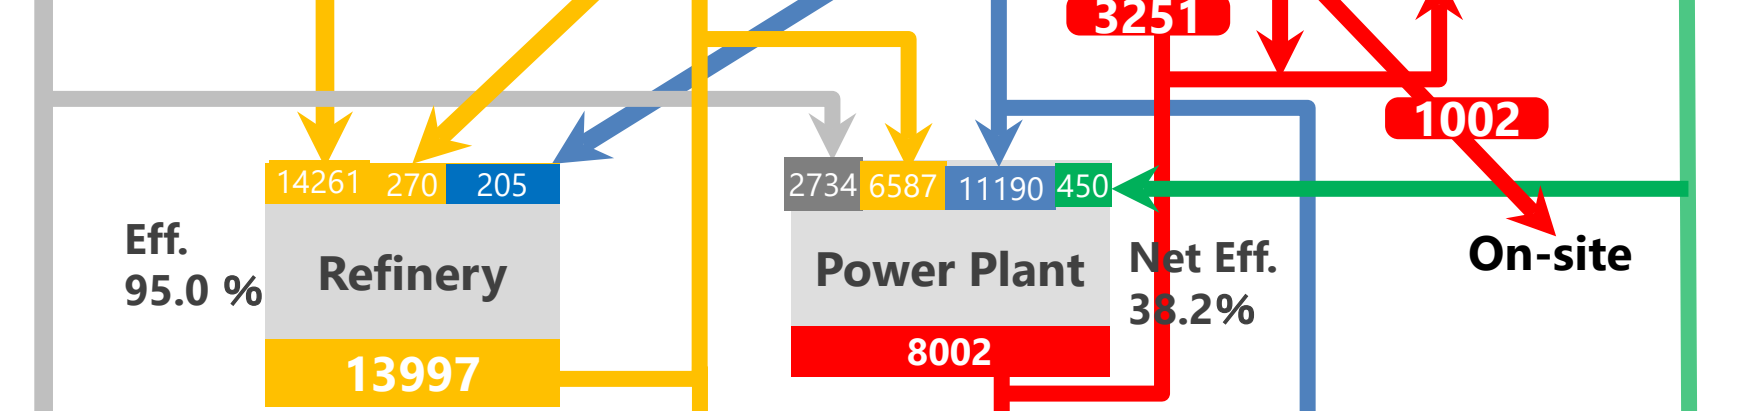 3251
1002
14261 270 205
2734 6587 11190 450
Eff.
95.0 %
Refinery
Power Plant
Net Eff.
38.2%
On-site
13997
8002